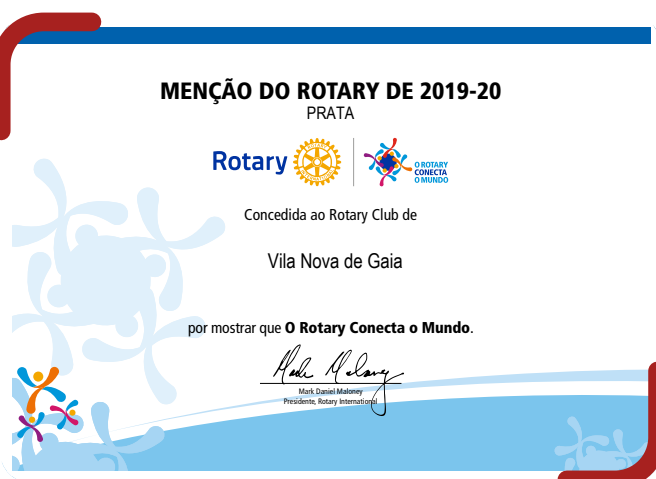 MENÇÃO DO ROTARY DE 2019-20
PRATA
Rotary
O ROTARY
CONECTA
O MUNDO
Concedida ao Rotary Club de
Vila Nova de Gaia
por mostrar que O Rotary Conecta o Mundo.
Mark Daniel Maloney
Presidente, Rotary International